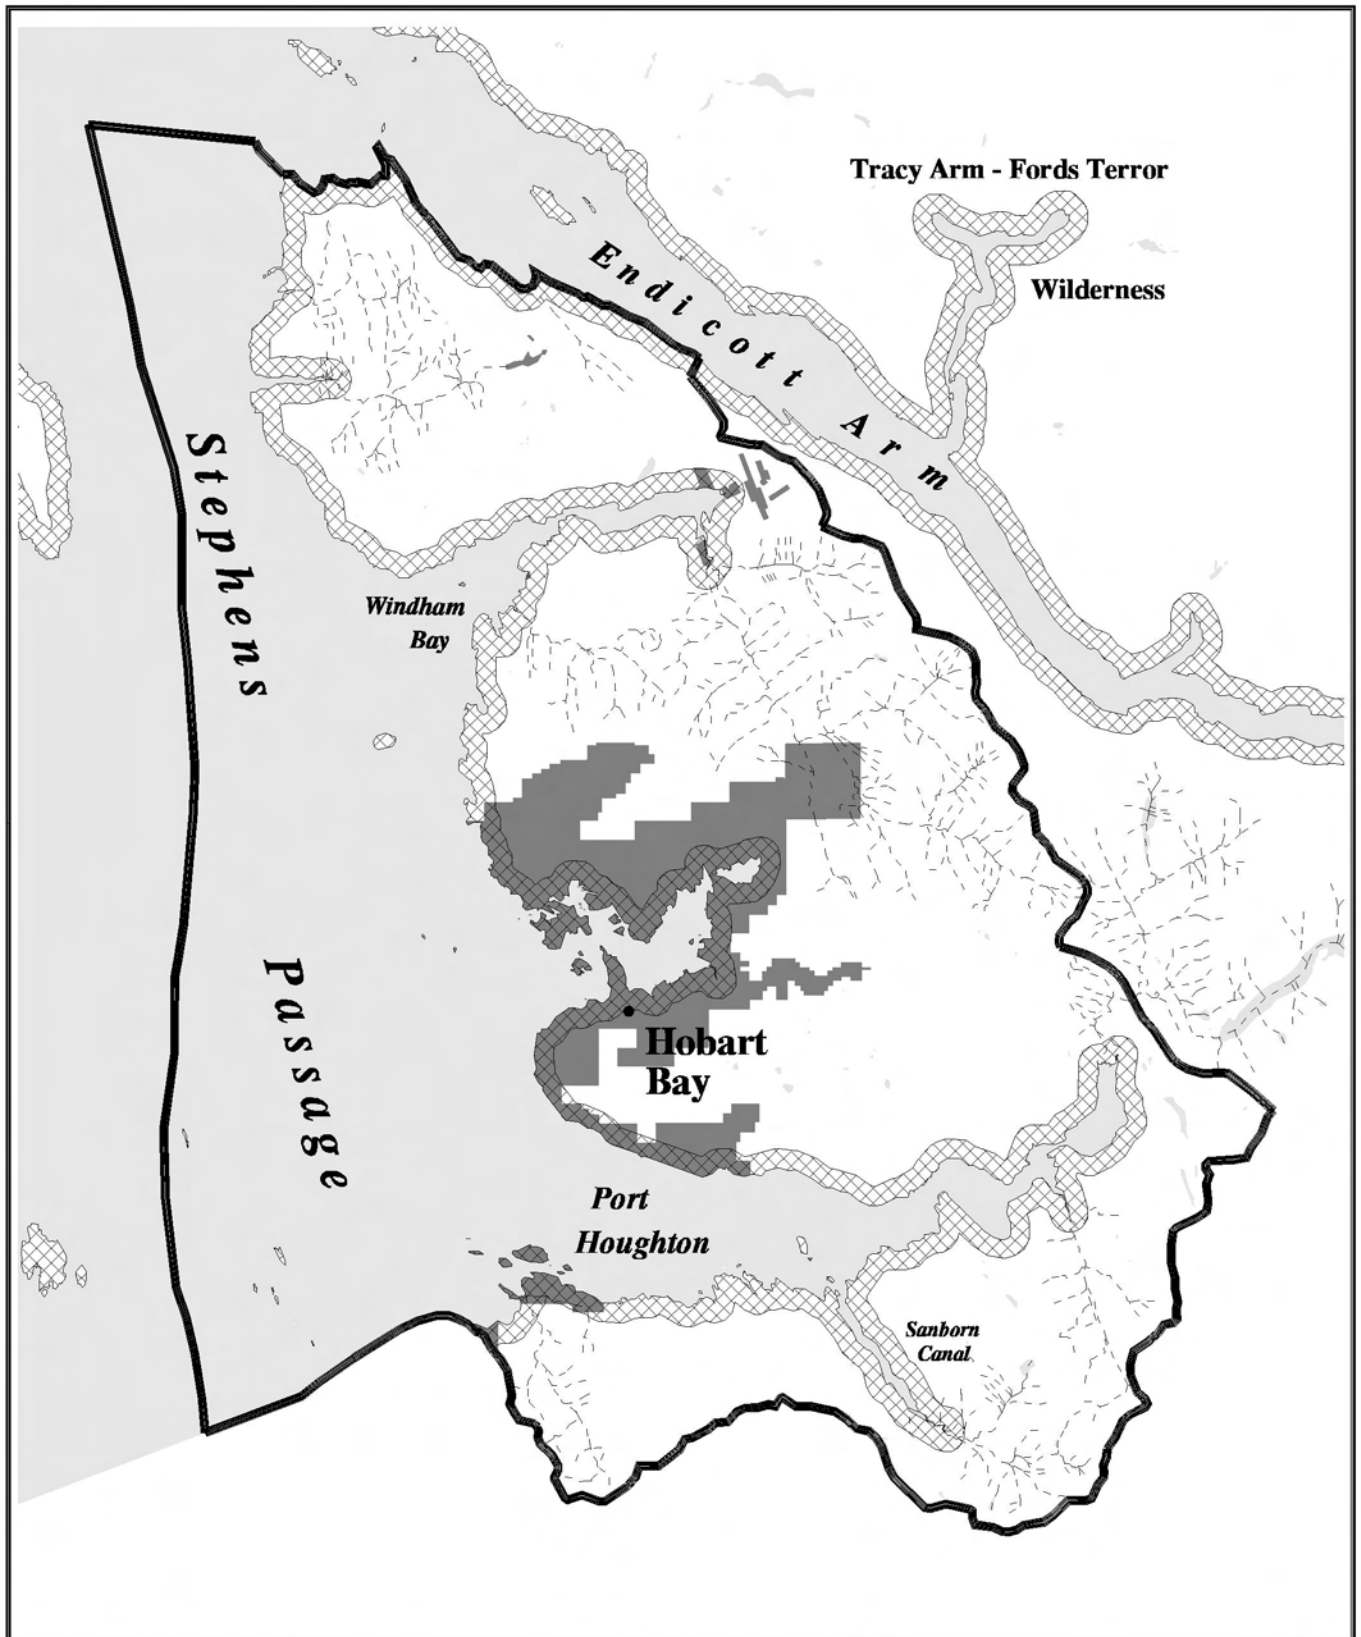 Tracy Arm - Fords Terror
Wilderness
Endicott Arm
Stephens
Passage
Windham
Bay
Hobart
Bay
Port
Houghton
Sanborn
Canal